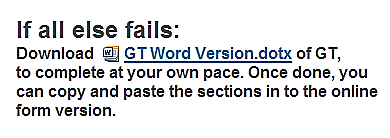 If all else fails:
Download GT Word Version.dotx of GT,
to complete at your own pace. Once done, you
can copy and paste the sections in to the online
form version.